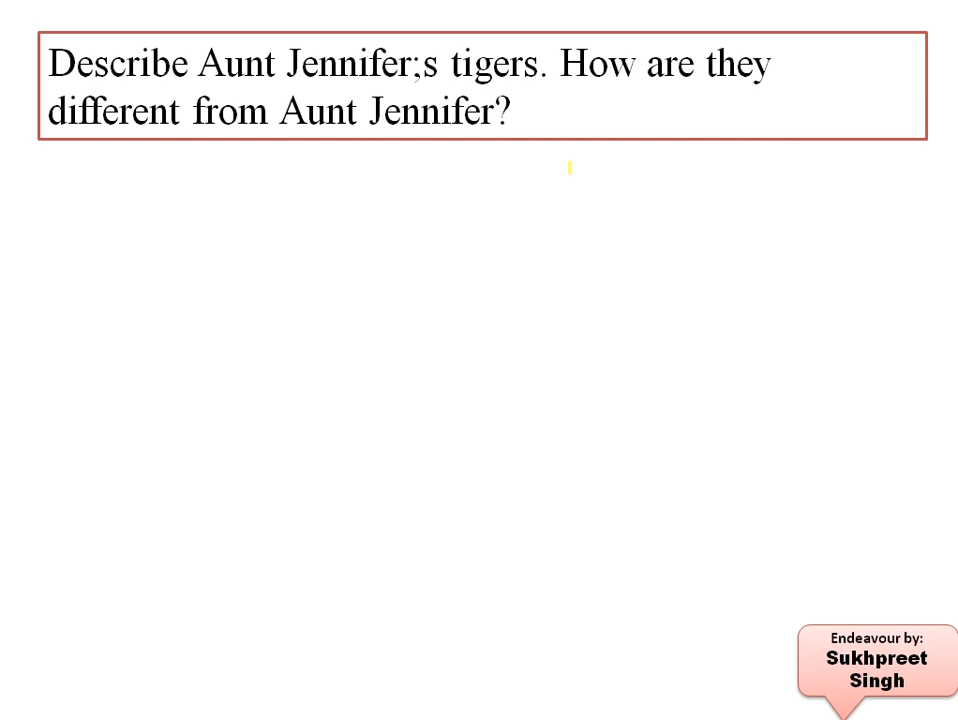 Describe Aunt Jennifer;s tigers. How are they
different from Aunt Jennifer?
Endeavour by:
Sukhpreet
Singh